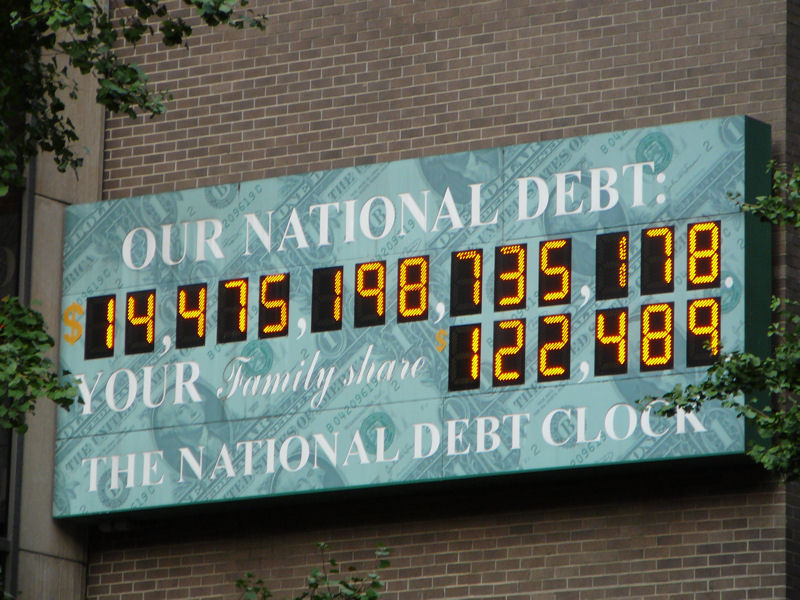 OUR NATIONAL DEBT:
$14,475,198,735,178.
YOUR Family share $122,489
THE NATIONAL DEBT CLOCK